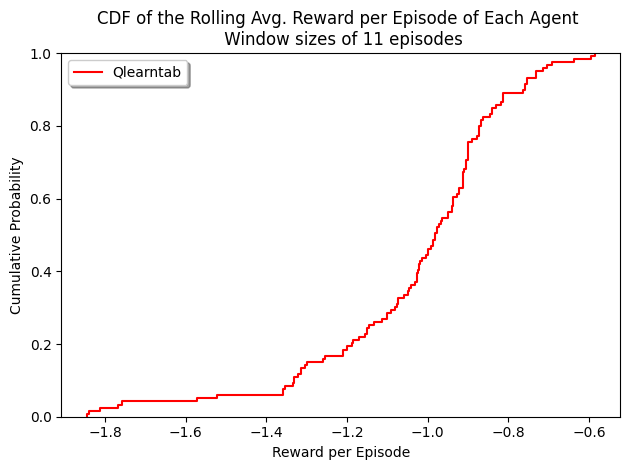 CDF of the Rolling Avg. Reward per Episode of Each Agent
Window sizes of 11 episodes
Qlearntab
Cumulative Probability
1.0
0.8
0.6
0.4
0.2
0.0
−1.8 −1.6 −1.4 −1.2 −1.0 −0.8 −0.6
Reward per Episode